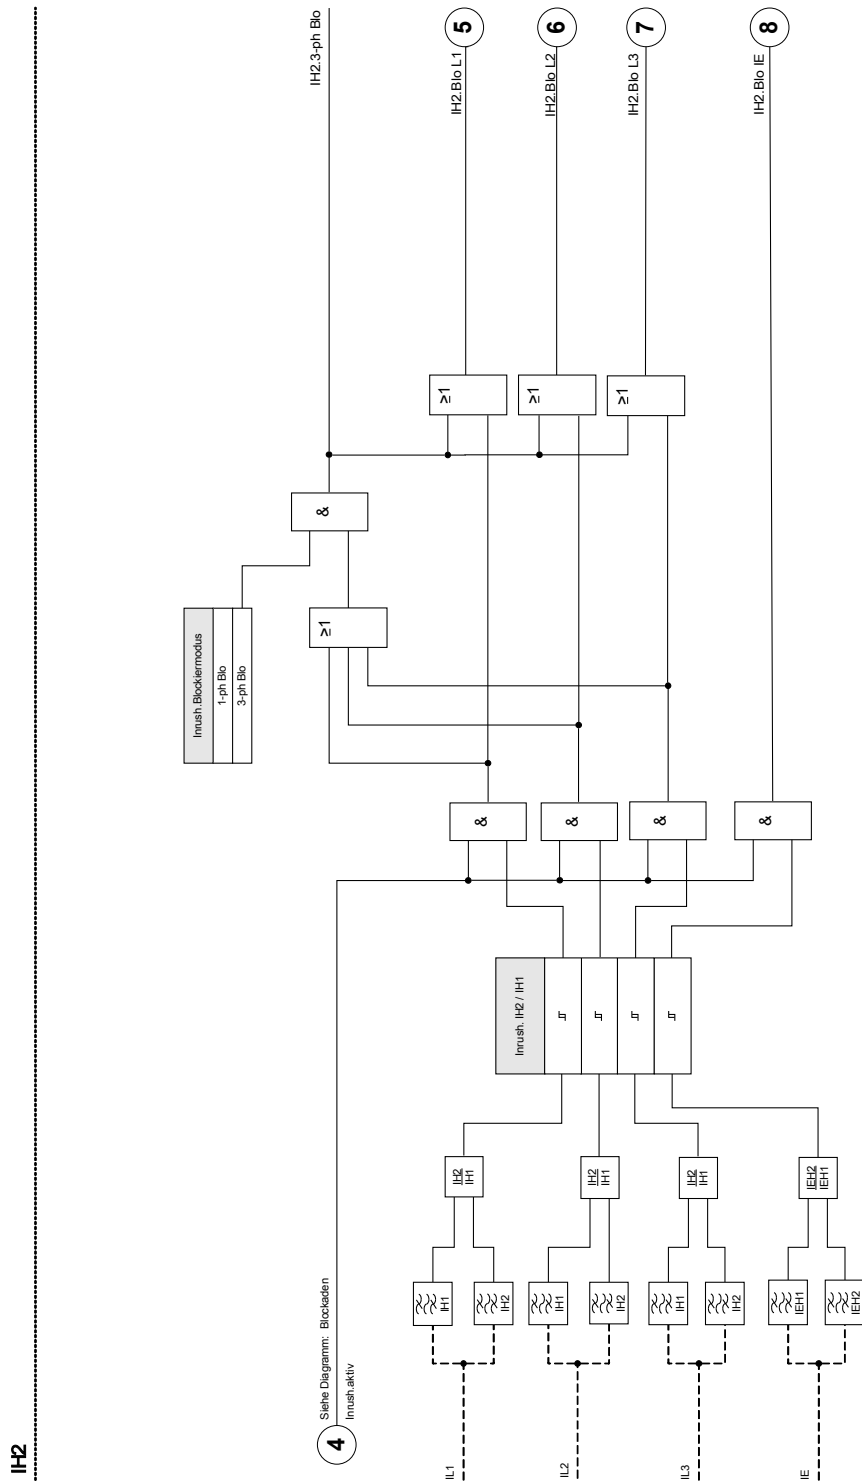 IH2
4
Siehe Diagramm: Blockaden
Inrush.aktiv
Inrush.Blockiermodus
1-ph Blo
3-ph Blo
&
≥1
IH2.3-ph Blo
IL1
IH1
IH2
IH2
IH1
IL2
IH1
IH2
IH2
IH1
IL3
IH1
IH2
IH2
IH1
IE
IEH1
IEH2
IEH2
IEH1
Inrush. IH2 / IH1
&
&
&
&
≥1
≥1
≥1
IH2.Blo L1
5
IH2.Blo L2
6
IH2.Blo L3
7
IH2.Blo IE
8